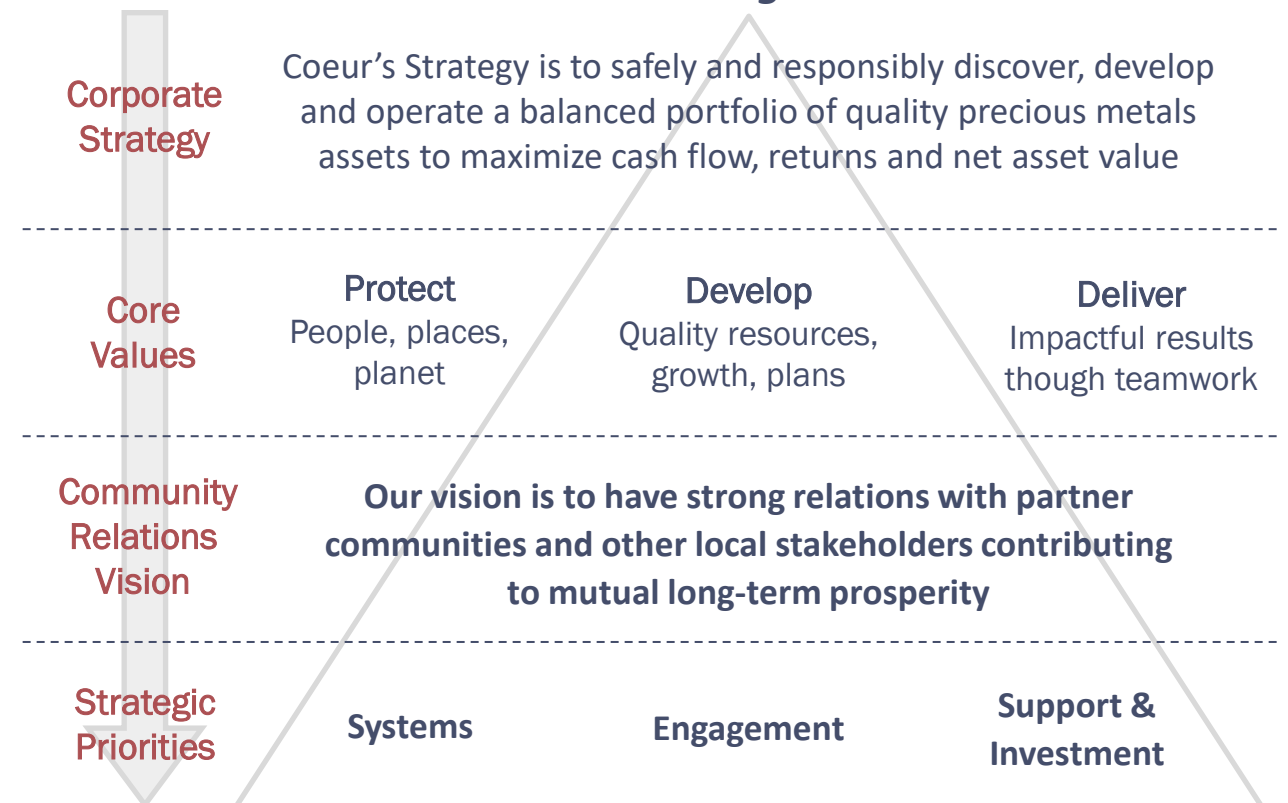 Corporate
Strategy
Coeur’s Strategy is to safely and responsibly discover, develop
and operate a balanced portfolio of quality precious metals
assets to maximize cash flow, returns and net asset value
Core
Values
Protect
People, places,
planet
Develop
Quality resources,
growth, plans
Deliver
Impactful results
though teamwork
Community
Relations
Vision
Our vision is to have strong relations with partner
communities and other local stakeholders contributing
to mutual long-term prosperity
Strategic
Priorities
Systems
Engagement
Support &
Investment